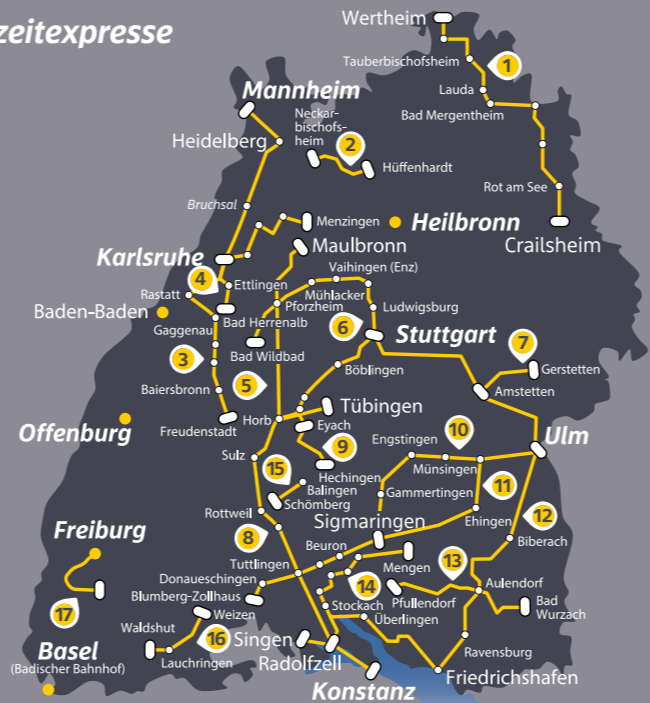 zeitexpresse
Wertheim
Tauberbischofsheim
1
Lauda
Bad Mergentheim
Mannheim
Neckar-
bischofs-
heim
2
Heidelberg
Hüffenhardt
Rot am See
Bruchsal
Menzingen
Heilbronn
Crailsheim
Karlsruhe
Maulbronn
4
Ettlingen
Vaihingen (Enz)
Rastatt
Mühlacker
Baden-Baden
Pforzheim
Ludwigsburg
Bad Herrenalb
6
Stuttgart
Gaggenau
Bad Wildbad
7
3
Gerstetten
Böblingen
Baiersbronn
5
Amstetten
Tübingen
Freudenstadt
Horb
Eyach
Offenburg
10
Ulm
Engstingen
9
Sulz
Münsingen
15
Hechingen
Balingen
11
Gammertingen
Schömberg
Rottweil
Sigmaringen
Ehingen
12
Freiburg
8
Biberach
Beuron
Tuttlingen
Mengen
13
Donaueschingen
14
Aulendorf
Blumberg-Zollhaus
Pfullendorf
17
Stockach
Bad
Wurzach
Weizen
Überlingen
Waldshut
16
Singen
Basel
Ravensburg
(Badischer Bahnhof)
Lauchringen
Radolfzell
Friedrichshafen
Konstanz